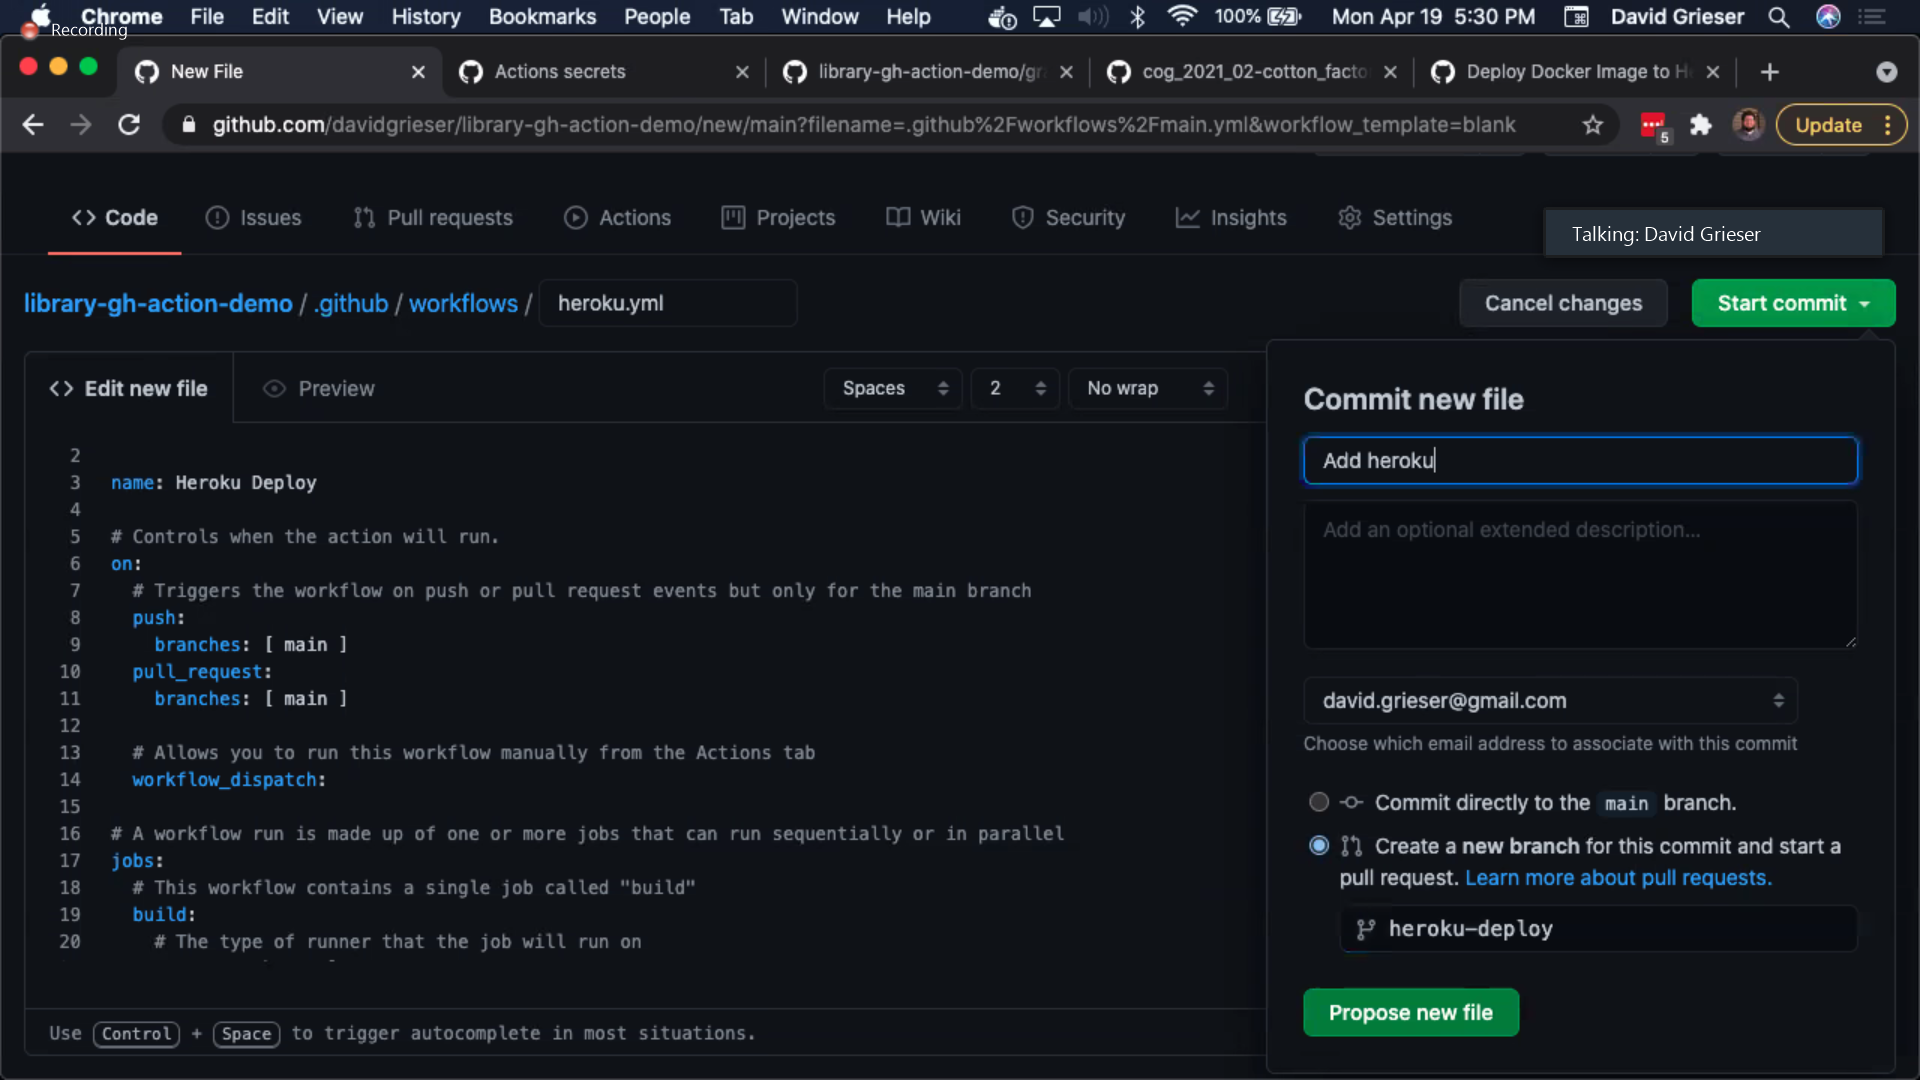 Chrome File Edit View History Bookmarks People Tab Window Help 100% Mon Apr 19 5:30 PM David Grieser
Recording
New File
Actions secrets
library-gh-action-demo/gr
cog_2021_02-cotton_facto
Deploy Docker Image to H
github.com/davidgrieser/library-gh-action-demo/new/main?filename=.github%2Fworkflows%2Fmain.yml&workflow_template=blank
5
Update
Code Issues Pull requests Actions Projects Wiki Security Insights Settings
Talking: David Grieser
library-gh-action-demo / .github / workflows / heroku.yml
Cancel changes
Start commit
Edit new file
Preview
Spaces
2
No wrap
2
3 name: Heroku Deploy
4
5 # Controls when the action will run.
6 on:
7 # Triggers the workflow on push or pull request events but only for the main branch
8 push:
9 branches: [ main ]
10 pull_request:
11 branches: [ main ]
12
13 # Allows you to run this workflow manually from the Actions tab
14 workflow_dispatch:
15
16 # A workflow run is made up of one or more jobs that can run sequentially or in parallel
17 jobs:
18 # This workflow contains a single job called "build"
19 build:
20 # The type of runner that the job will run on
Use Control + Space to trigger autocomplete in most situations.
Commit new file
Add heroku
Add an optional extended description...
david.grieser@gmail.com
Choose which email address to associate with this commit
Commit directly to the main branch.
Create a new branch for this commit and start a
pull request. Learn more about pull requests.
heroku-deploy
Propose new file